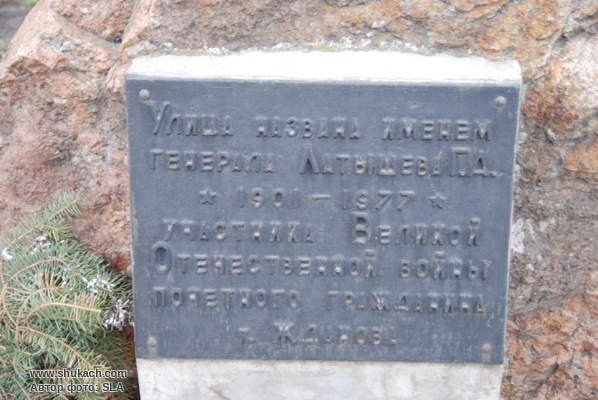 Улица названа именем
генерала Латышева П.А.
★ 1901 — 1977 ★
участника Великой
Отечественной войны
почетного гражданина
г. Жданова
www.shukach.com
Автор фото: SLA